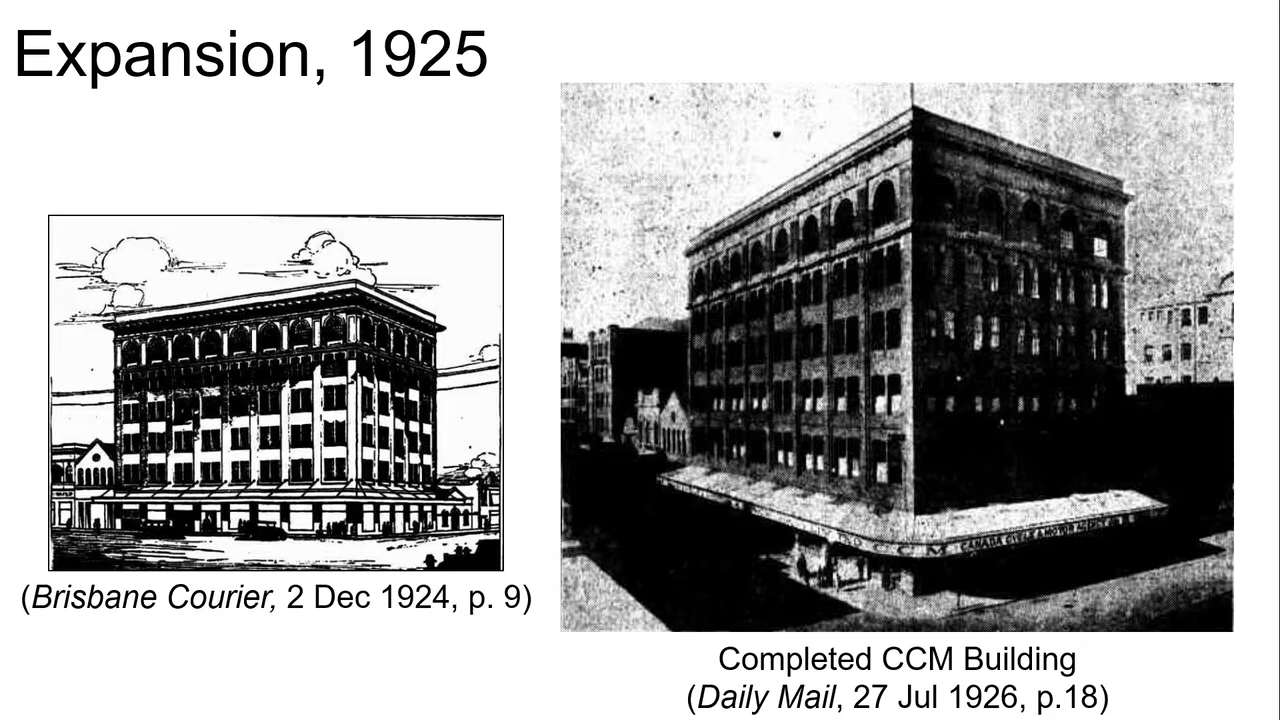 Expansion, 1925
(Brisbane Courier, 2 Dec 1924, p. 9)
C C M CANADA CYCLE & MOTOR AGENCY
Completed CCM Building
(Daily Mail, 27 Jul 1926, p.18)